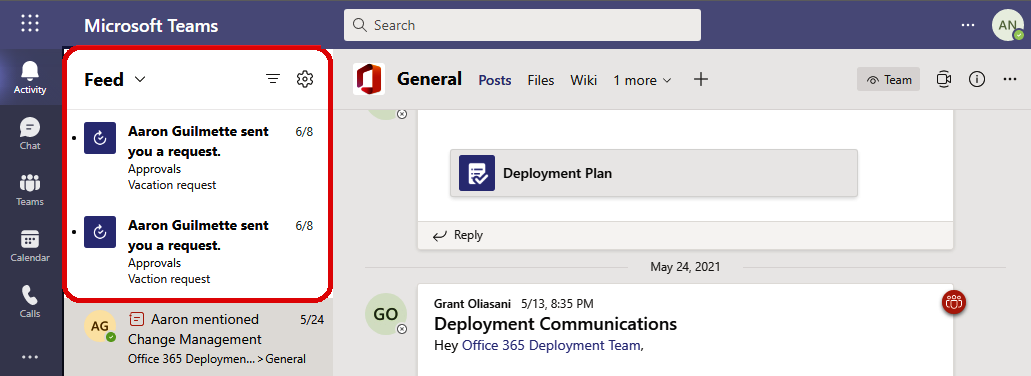 Microsoft Teams
Search
AN
Activity
Chat
Teams
Calendar
Calls
Feed
Aaron Guilmette sent 6/8
you a request.
Approvals
Vacation request
Aaron Guilmette sent 6/8
you a request.
Approvals
Vaction request
AG
Aaron mentioned 5/24
Change Management
Office 365 Deploymen... > General
General Posts Files Wiki 1 more
Team
Deployment Plan
Reply
May 24, 2021
GO
Grant Oliasani 5/13, 8:35 PM
Deployment Communications
Hey Office 365 Deployment Team,